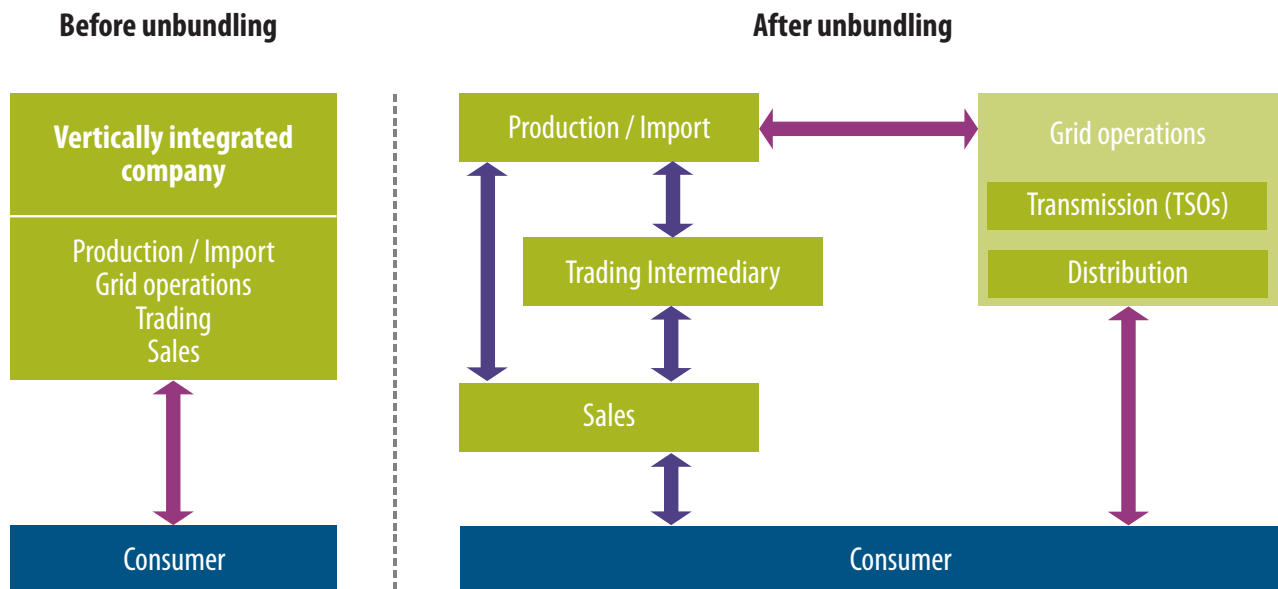 Before unbundling
After unbundling
Vertically integrated
company
Production / Import
Grid operations
Trading
Sales
Consumer
Production / Import
Trading Intermediary
Sales
Grid operations
Transmission (TSOs)
Distribution
Consumer